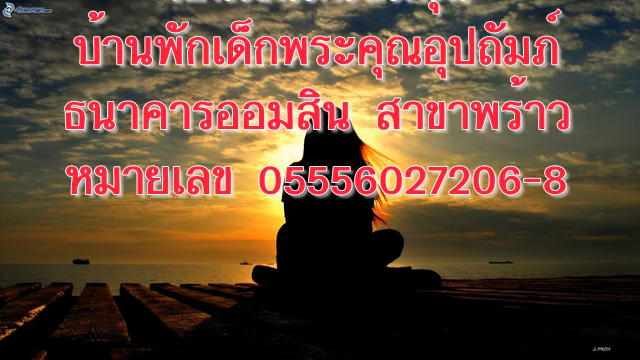 บ้านพักเด็กพระคุณอุปถัมภ์
ธนาคารออมสิน สาขาพร้าว
หมายเลข 05556027206-8